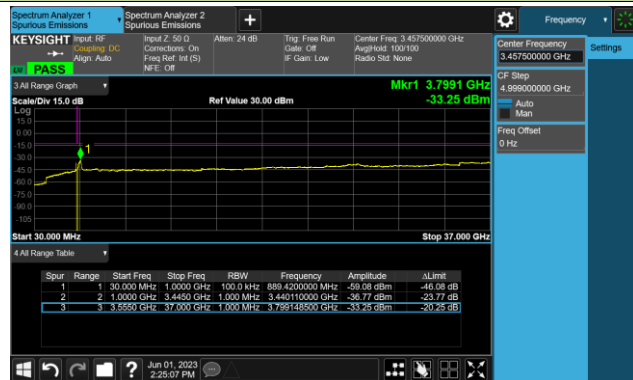 Spectrum Analyzer 1
Spurious Emissions
Spectrum Analyzer 2
Spurious Emissions
+
Frequency
KEYSIGHT
Input: RF
Coupling: DC
Align: Auto
Input Z: 50 Ω
Corrections: On
Freq Ref: Int (S)
NFE: Off
Atten: 24 dB
Trig: Free Run
Gate: Off
IF Gain: Low
Center Freq: 3.457500000 GHz
Avg|Hold: 100/100
Radio Std: None
LM PASS
Center Frequency
3.457500000 GHz
Settings
CF Step
4.999000000 GHz
Auto
Man
Freq Offset
0 Hz
3 All Range Graph
Mkr1 3.7991 GHz
-33.25 dBm
Scale/Div 15.0 dB
Ref Value 30.00 dBm
Log
15.0
0.00
-15.0
-30.0
-45.0
-60.0
-75.0
-90.0
-105
1
Start 30.000 MHz
Stop 37.000 GHz
4 All Range Table
Spur Range Start Freq Stop Freq RBW Frequency Amplitude ΔLimit
1 1 30.000 MHz 1.0000 GHz 100.0 kHz 889.4200000 MHz -59.08 dBm -46.08 dB
2 2 1.0000 GHz 3.4450 GHz 1.000 MHz 3.440110000 GHz -36.77 dBm -23.77 dB
3 3 3.5550 GHz 37.000 GHz 1.000 MHz 3.799148500 GHz -33.25 dBm -20.25 dB
?
Jun 01, 2023
2:25:07 PM